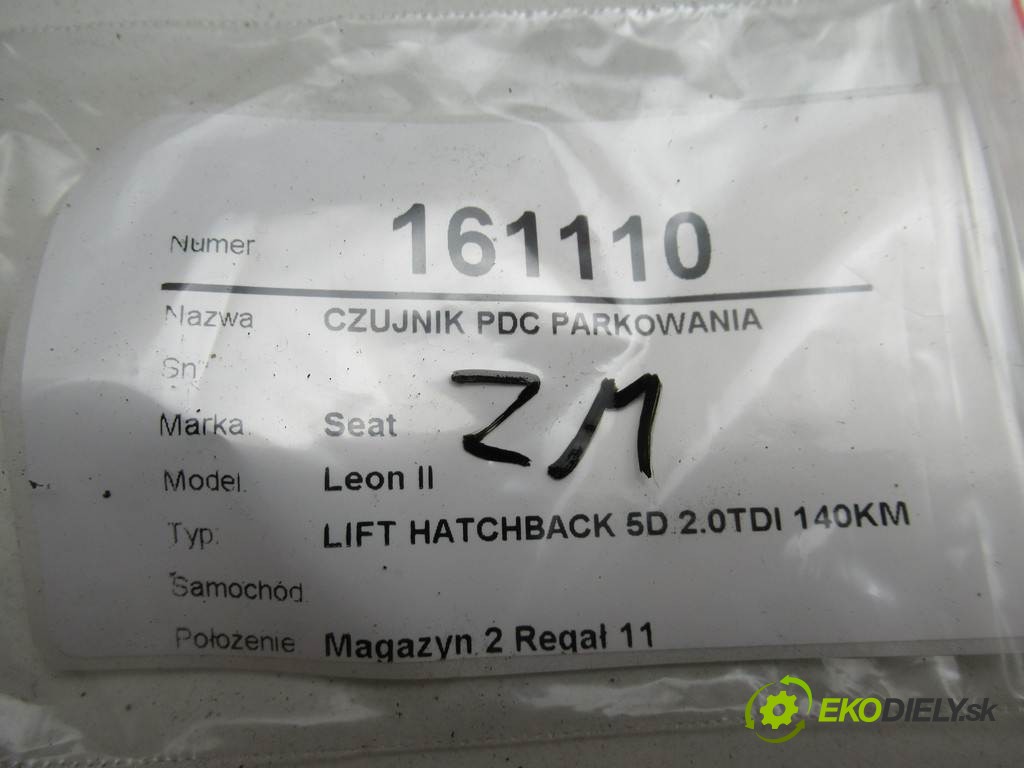 Numer 161110
Nazwa CZUJNIK PDC PARKOWANIA
Sn
Marka Seat
ZM
Model Leon II
Typ: LIFT HATCHBACK 5D 2.0TDI 140KM
Samochód
Położenie Magazyn 2 Regał 11
EKODIELY.sk